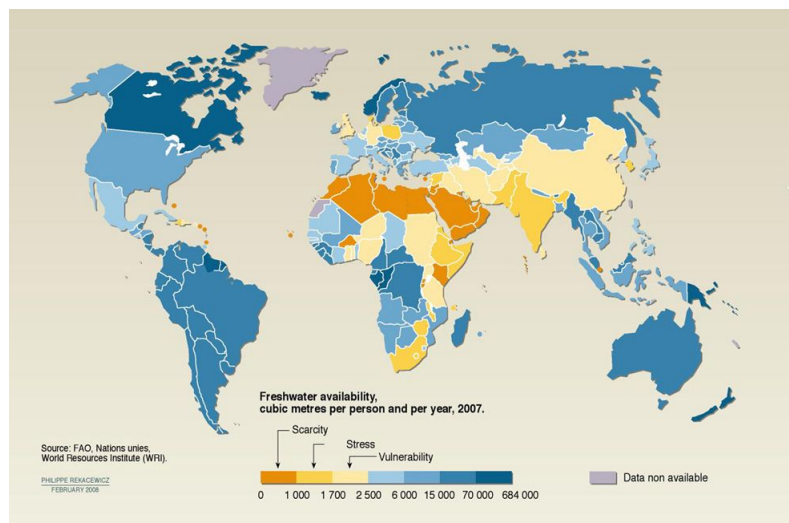 Freshwater availability,
cubic metres per person and per year, 2007.
Scarcity
Stress
Vulnerability
0 1 000 1 700 2 500 6 000 15 000 70 000 684 000
Data non available
Source: FAO, Nations unies,
World Resources Institute (WRI).
PHILIPPE REKACEWICZ
FEBRUARY 2008